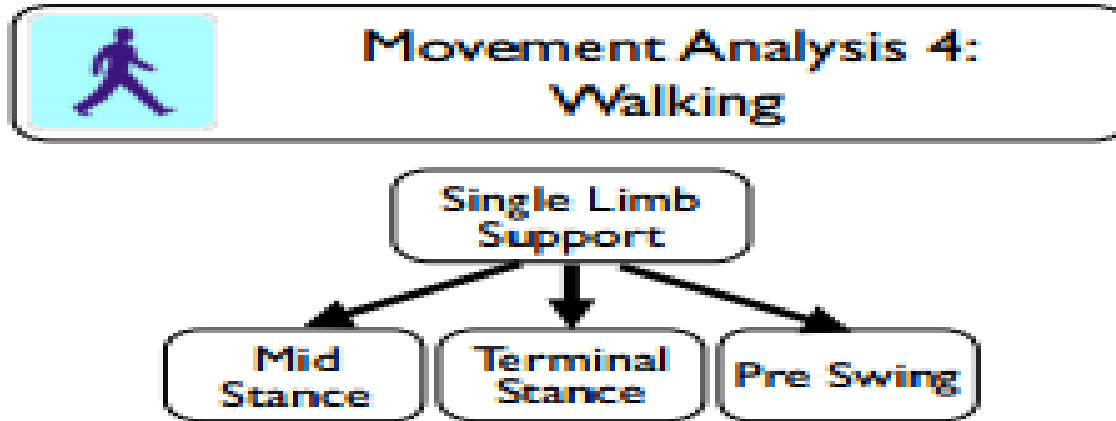 Movement Analysis 4:
Walking
Single Limb
Support
Mid
Stance
Terminal
Stance
Pre Swing